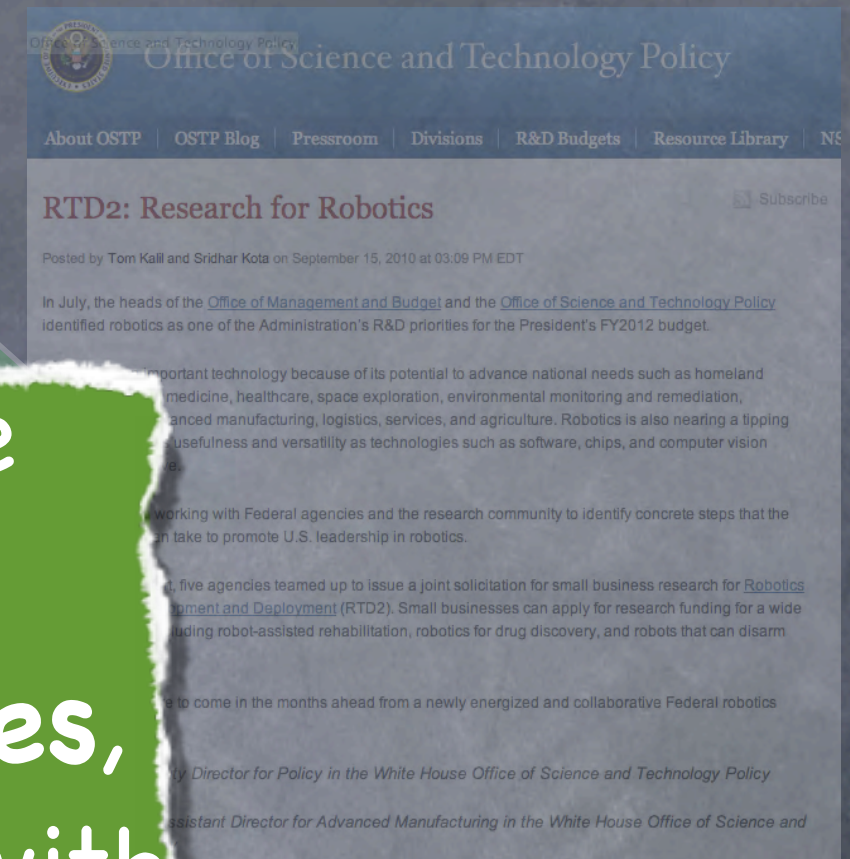 Office of Science and Technology Policy
Office of Science and Technology Policy
About OSTP
OSTP Blog
Pressroom
Divisions
R&D Budgets
Resource Library
NS
RTD2: Research for Robotics
Subscribe
Posted by Tom Kalil and Sridhar Kota on September 15, 2010 at 03.09 PM EDT
In July, the heads of the Office of Management and Budget and the Office of Science and Technology Policy
identified robotics as one of the Administration's R&D priorities for the President's FY2012 budget.
important technology because of its potential to advance national needs such as homeland
medicine, healthcare, space exploration, environmental monitoring and remediation,
anced manufacturing, logistics, services, and agriculture. Robotics is also nearing a tipping
usefulness and versatility as technologies such as software, chips, and computer vision
working with Federal agencies and the research community to identify concrete steps that the
n take to promote U.S. leadership in robotics.
t, five agencies teamed up to issue a joint solicitation for small business research for Robotics
opment and Deployment (RTD2). Small businesses can apply for research funding for a wide
uding robot-assisted rehabilitation, robotics for drug discovery, and robots that can disarm
e to come in the months ahead from a newly energized and collaborative Federal robotics
ty Director for Policy in the White House Office of Science and Technology Policy
ssistant Director for Advanced Manufacturing in the White House Office of Science and
e
es,
with